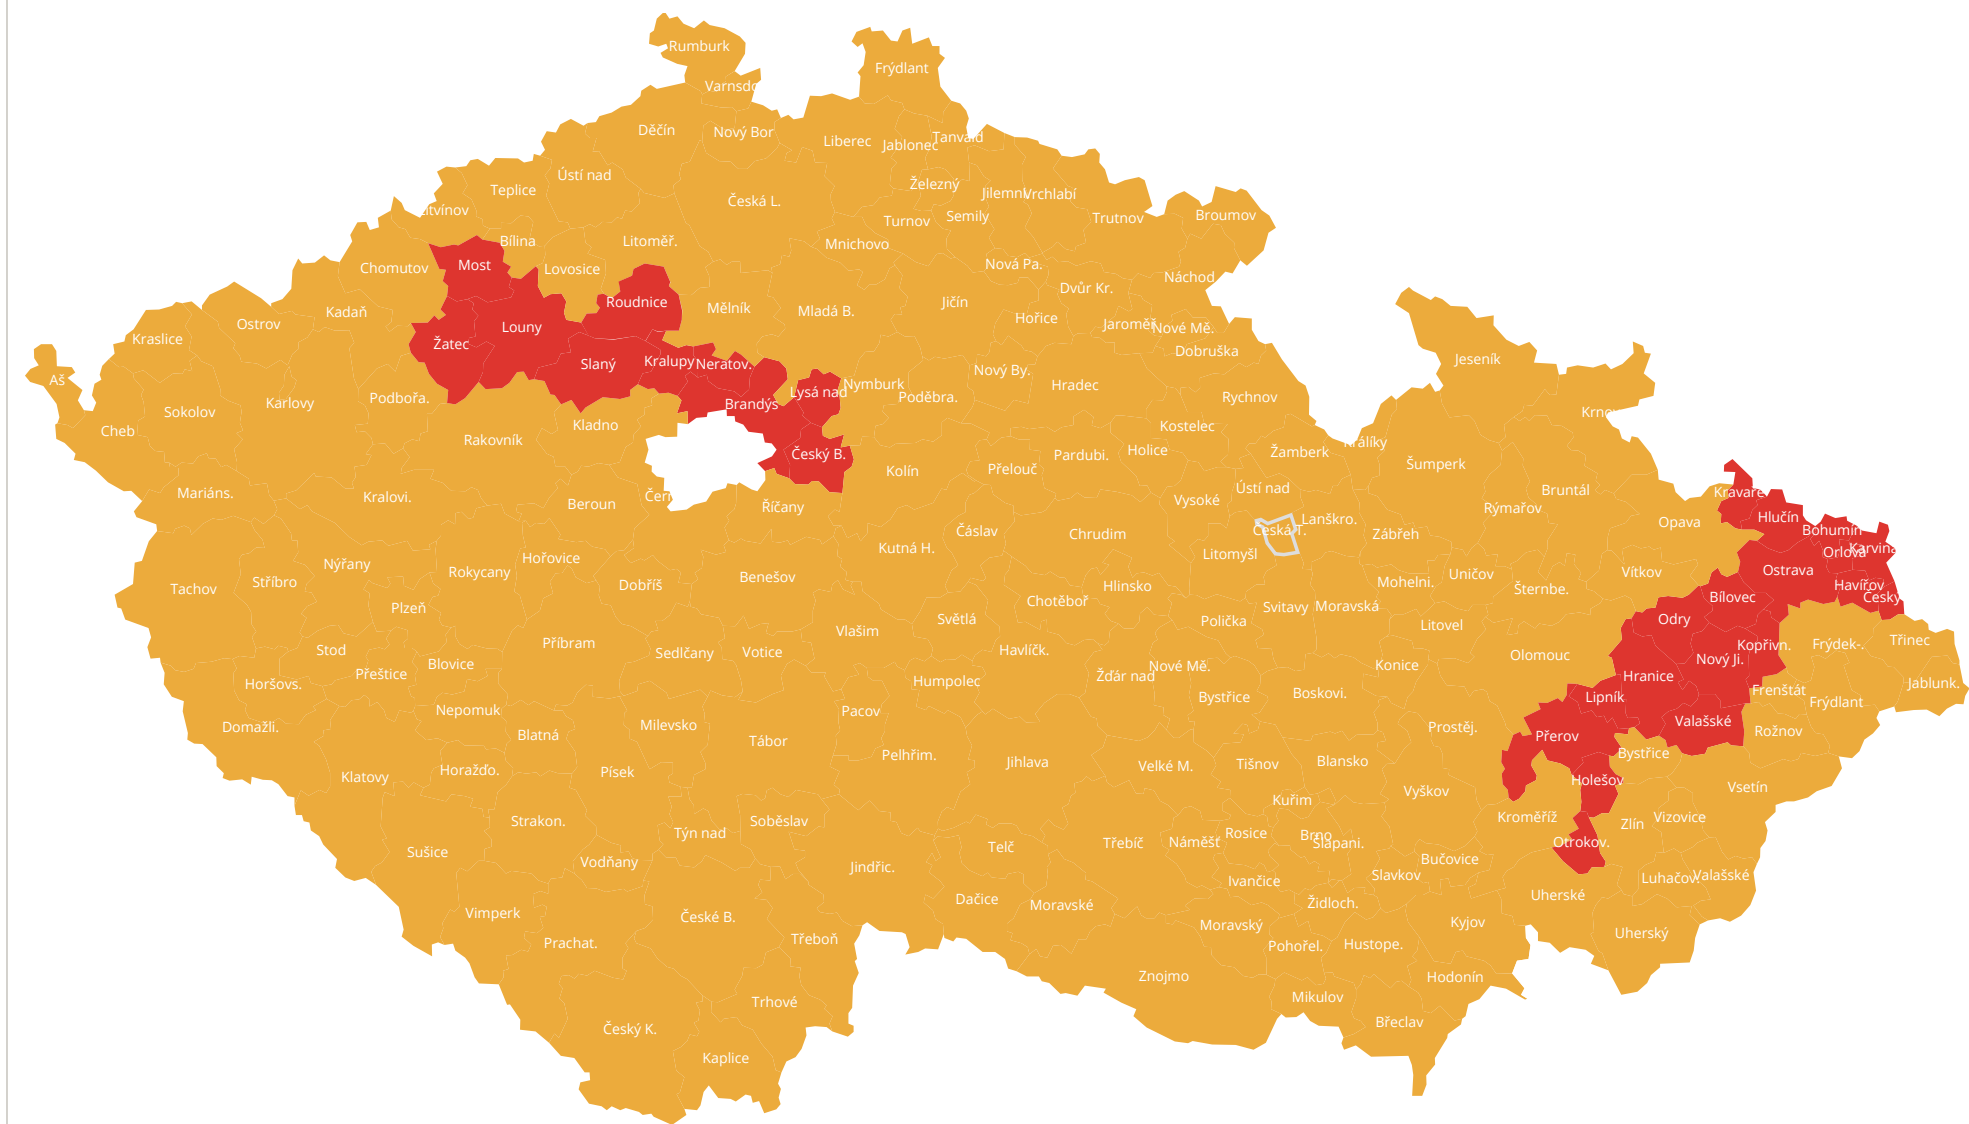 Rumburk
Frýdlant
Varnsdo
Děčín
Nový Bor
Liberec
Jablonec
Tanvald
Ústí nad
Teplice
Železný
Jilemni
Vrchlabí
Česká L.
Litvínov
Turnov
Semily
Trutnov
Broumov
Bílina
Litoměř.
Mnichovo
Most
Chomutov
Lovosice
Nová Pa.
Náchod
Dvůr Kr.
Roudnice
Mělník
Mladá B.
Jičín
Kadaň
Hořice
Ostrov
Louny
Jaroměř
Nové Mě.
Kraslice
Žatec
Dobruška
Jeseník
Slaný
Kralupy
Neratov.
Nový By.
Aš
Nymburk
Hradec
Lysá nad
Poděbra.
Rychnov
Podbořa.
Karlovy
Brandýs
Sokolov
Krnov
Kladno
Kostelec
Cheb
Rakovník
Králíky
Holice
Žamberk
Český B.
Pardubi.
Šumperk
Přelouč
Kolín
Ústí nad
Bruntál
Kravaře
Mariáns.
Kralovi.
Čern
Vysoké
Beroun
Říčany
Rýmařov
Hlučín
Lanškro.
Opava
Čáslav
Česká T.
Bohumín
Chrudim
Zábřeh
Kutná H.
Karviná
Orlová
Litomyšl
Hořovice
Nýřany
Ostrava
Rokycany
Vítkov
Uničov
Benešov
Stříbro
Mohelni.
Dobříš
Havířov
Hlinsko
Tachov
Šternbe.
Bílovec
Český
Chotěboř
Plzeň
Svitavy
Moravská
Světlá
Odry
Polička
Litovel
Vlašim
Třinec
Příbram
Frýdek-.
Kopřivn.
Stod
Havlíčk.
Votice
Sedlčany
Olomouc
Nový Ji.
Blovice
Konice
Nové Mě.
Přeštice
Žďár nad
Hranice
Humpolec
Jablunk.
Horšovs.
Frenštát
Boskovi.
Bystřice
Lipník
Frýdlant
Nepomuk
Pacov
Valašské
Milevsko
Domažli.
Prostěj.
Rožnov
Blatná
Přerov
Tábor
Bystřice
Pelhřim.
Jihlava
Blansko
Tišnov
Velké M.
Horažďo.
Písek
Klatovy
Holešov
Vsetín
Vyškov
Kuřim
Kroměříž
Vizovice
Strakon.
Soběslav
Zlín
Týn nad
Rosice
Brno
Šlapani.
Náměšť
Třebíč
Otrokov.
Telč
Sušice
Bučovice
Vodňany
Jindřic.
Slavkov
Valašské
Luhačov.
Ivančice
Uherské
Dačice
Židloch.
Moravské
Vimperk
České B.
Kyjov
Moravský
Uherský
Třeboň
Prachat.
Hustope.
Pohořel.
Znojmo
Hodonín
Mikulov
Trhové
Břeclav
Český K.
Kaplice